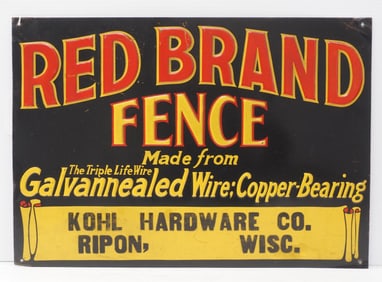 RED BRAND
FENCE
Made from
The Triple Life Wire
Galvannealed Wire; Copper-Bearing
KOHL HARDWARE CO.
RIPON, WISC.